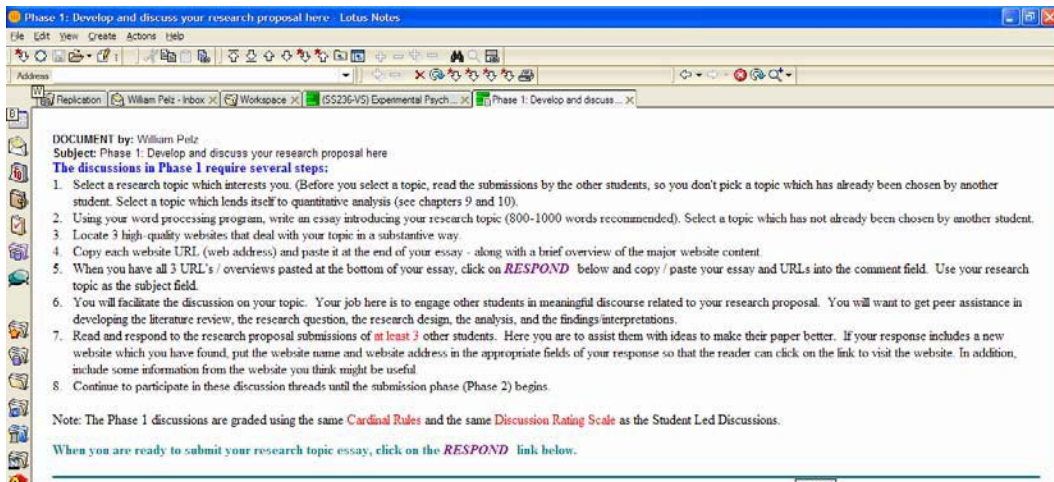 Phase 1: Develop and discuss your research proposal here - Lotus Notes
File Edit View Create Actions Help
Address
Replication William Pelz - Inbox Workspace (SS236-VS) Experimental Psych... Phase 1: Develop and discuss...
DOCUMENT by: William Pelz
Subject: Phase 1: Develop and discuss your research proposal here
The discussions in Phase 1 require several steps:
1. Select a research topic which interests you. (Before you select a topic, read the submissions by the other students, so you don't pick a topic which has already been chosen by another
student. Select a topic which lends itself to quantitative analysis (see chapters 9 and 10).
2. Using your word processing program, write an essay introducing your research topic (800-1000 words recommended). Select a topic which has not already been chosen by another student.
3. Locate 3 high-quality websites that deal with your topic in a substantive way.
4. Copy each website URL (web address) and paste it at the end of your essay - along with a brief overview of the major website content.
5. When you have all 3 URL's / overviews pasted at the bottom of your essay, click on RESPOND below and copy / paste your essay and URLs into the comment field. Use your research
topic as the subject field.
6. You will facilitate the discussion on your topic. Your job here is to engage other students in meaningful discourse related to your research proposal. You will want to get peer assistance in
developing the literature review, the research question, the research design, the analysis, and the findings/interpretations.
7. Read and respond to the research proposal submissions of at least 3 other students. Here you are to assist them with ideas to make their paper better. If your response includes a new
website which you have found, put the website name and website address in the appropriate fields of your response so that the reader can click on the link to visit the website. In addition,
include some information from the website you think might be useful.
8. Continue to participate in these discussion threads until the submission phase (Phase 2) begins.
Note: The Phase 1 discussions are graded using the same Cardinal Rules and the same Discussion Rating Scale as the Student Led Discussions.
When you are ready to submit your research topic essay, click on the RESPOND link below.